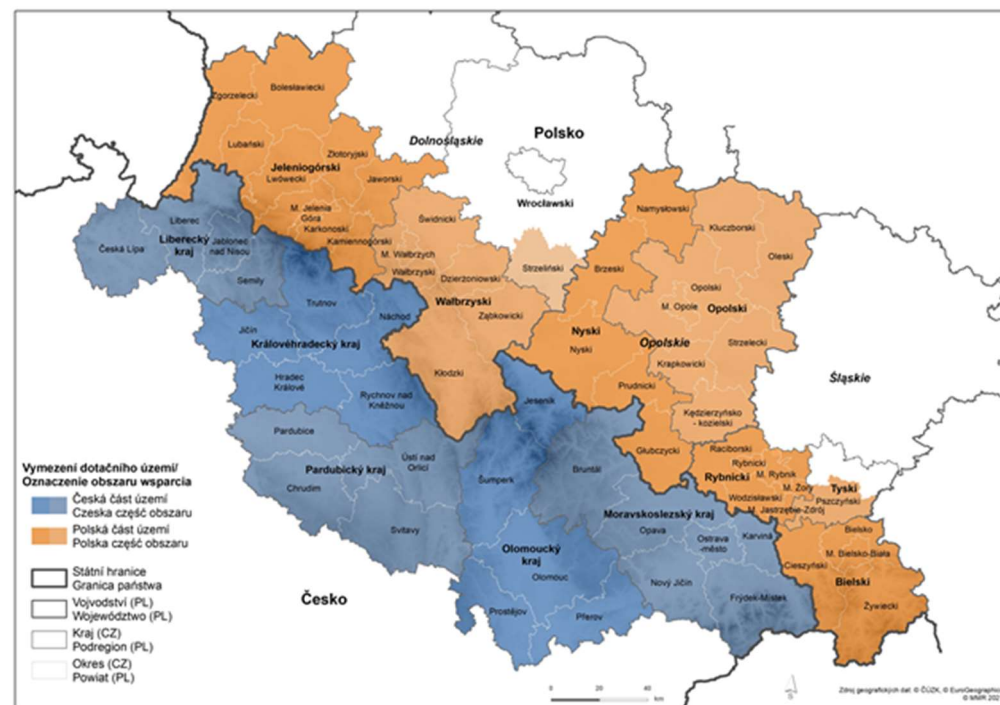 Zgorzelecki
Bolesławiecki
Lubański
Złotoryjski
Jeleniogórski
Lwówecki
Jaworski
M. Jelenia
Góra
Karkonoski
Kamiennogórski
Dolnośląskie
Polsko
Wrocławski
Świdnicki
M. Wałbrzych
Wałbrzyski
Dzierżoniowski
Strzeliński
Wałbrzyski
Ząbkowicki
Kłodzki
Namysłowski
Kluczborski
Oleski
Brzeski
Opolski
M. Opole
Opolski
Nyski
Nyski
Opolskie
Strzelecki
Krapkowicki
Prudnicki
Kędzierzyńsko
- kozielski
Głubczycki
Śląskie
Raciborski
Rybnicki
Rybnicki
M. Rybnik
M. Żory
Wodzisławski
M. Jastrzębie-Zdrój
Tyski
Pszczyński
Bielsko
M. Bielsko-Biała
Cieszyński
Bielski
Żywiecki
Česká Lípa
Liberec
Liberecký
kraj
Jablonec
nad Nisou
Semily
Trutnov
Náchod
Jičín
Královéhradecký kraj
Hradec
Králové
Rychnov nad
Kněžnou
Pardubice
Pardubický kraj
Ústí nad
Orlicí
Chrudim
Svitavy
Jeseník
Šumperk
Bruntál
Olomoucký
kraj
Olomouc
Prostějov
Přerov
Moravskoslezský kraj
Opava
Ostrava
-město
Karviná
Nový Jičín
Frýdek-Místek
Česko
Vymezení dotačního území/
Oznaczenie obszaru wsparcia
Česká část území
Czeska część obszaru
Polská část území
Polska część obszaru
Státní hranice
Granica państwa
Vojvodství (PL)
Województwo (PL)
Kraj (CZ)
Podregion (PL)
Okres (CZ)
Powiat (PL)
0 20 40
km
S
Zdroj geografických dat: © ČÚZK, © EuroGeographic
© MMR 202